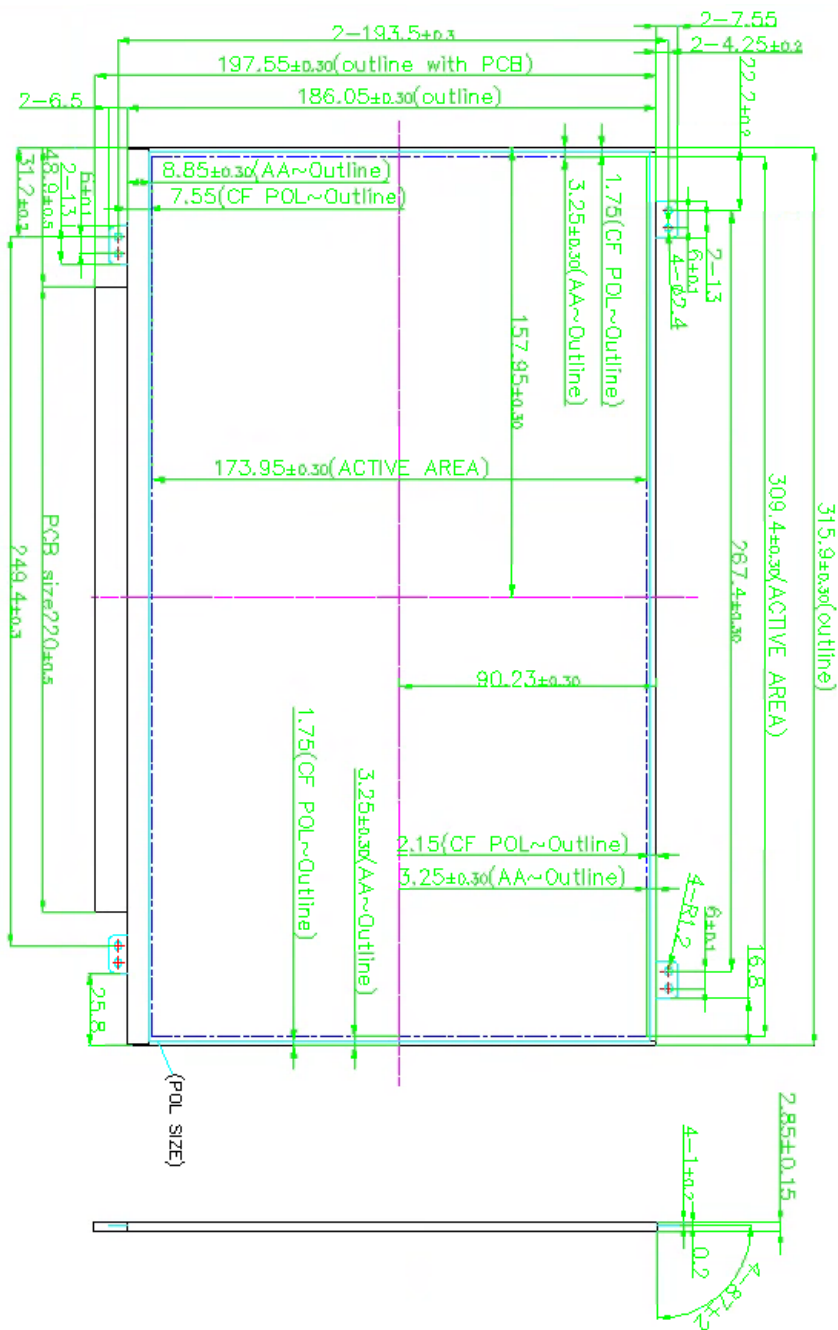 2-193.5±0.3
2-7.55
2-4.25±0.2
197.55±0.30(outline with PCB)
186.05±0.30(outline)
2-6.5
22.2±0.2
8.85±0.30(AA~Outline)
7.55(CF POL~Outline)
31.2±0.3
48.9±0.5
2-13
6±0.1
3.25±0.30(AA~Outline)
1.75(CF POL~Outline)
4-Ø2.4
6±0.1
2-13
157.95±0.30
173.95±0.30(ACTIVE AREA)
267.4±0.30
309.4±0.30(ACTIVE AREA)
315.9±0.30(outline)
249.4±0.3
PCB size220±0.5
90.23±0.30
1.75(CF POL~Outline)
3.25±0.30(AA~Outline)
2.15(CF POL~Outline)
3.25±0.30(AA~Outline)
4-R1.2
6±0.1
16.8
25.8
(POL SIZE)
2.85±0.15
4-1±0.2
0.2
4-87±2